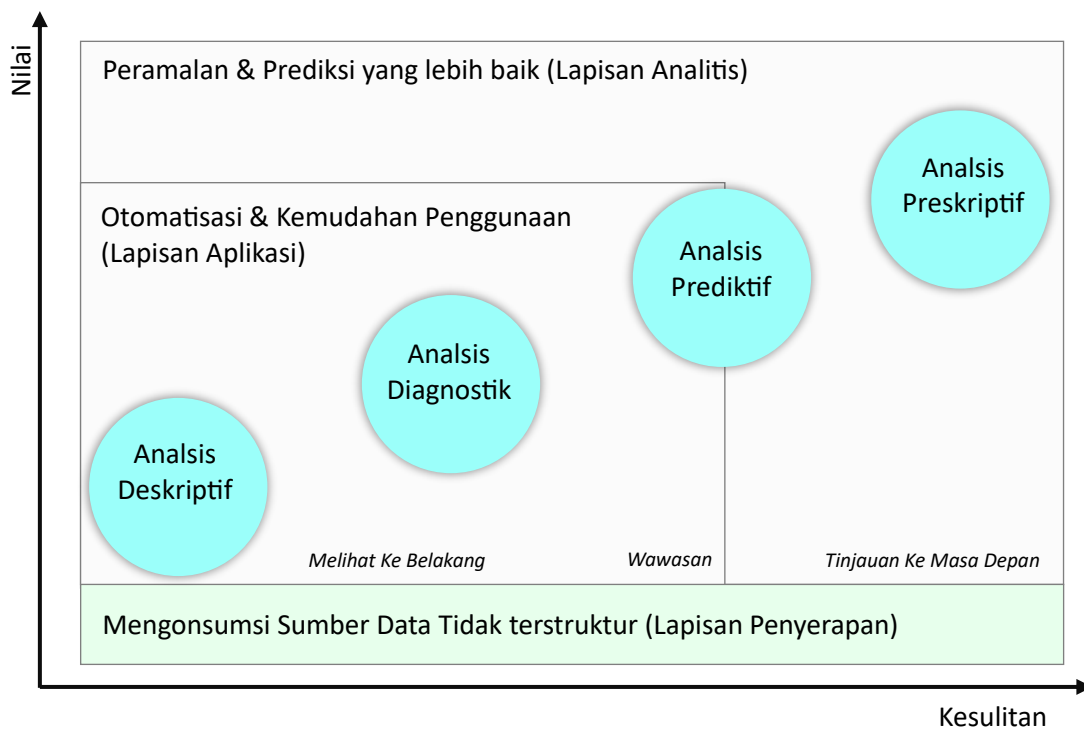 Nilai
Peramalan & Prediksi yang lebih baik (Lapisan Analitis)
Analsis
Preskriptif
Otomatisasi & Kemudahan Penggunaan
(Lapisan Aplikasi)
Analsis
Prediktif
Analsis
Diagnostik
Analsis
Deskriptif
Melihat Ke Belakang
Wawasan
Tinjauan Ke Masa Depan
Mengonsumsi Sumber Data Tidak terstruktur (Lapisan Penyerapan)
Kesulitan